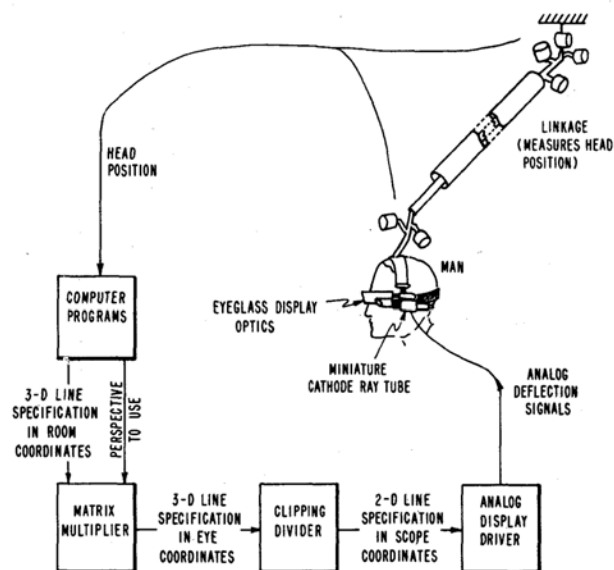 HEAD
POSITION
LINKAGE
(MEASURES HEAD
POSITION)
MAN
EYEGLASS DISPLAY
OPTICS
MINIATURE
CATHODE RAY TUBE
COMPUTER
PROGRAMS
3-D LINE
SPECIFICATION
IN ROOM
COORDINATES
PERSPECTIVE
TO USE
ANALOG
DEFLECTION
SIGNALS
MATRIX
MULTIPLIER
3-D LINE
SPECIFICATION
IN EYE
COORDINATES
CLIPPING
DIVIDER
2-D LINE
SPECIFICATION
IN SCOPE
COORDINATES
ANALOG
DISPLAY
DRIVER